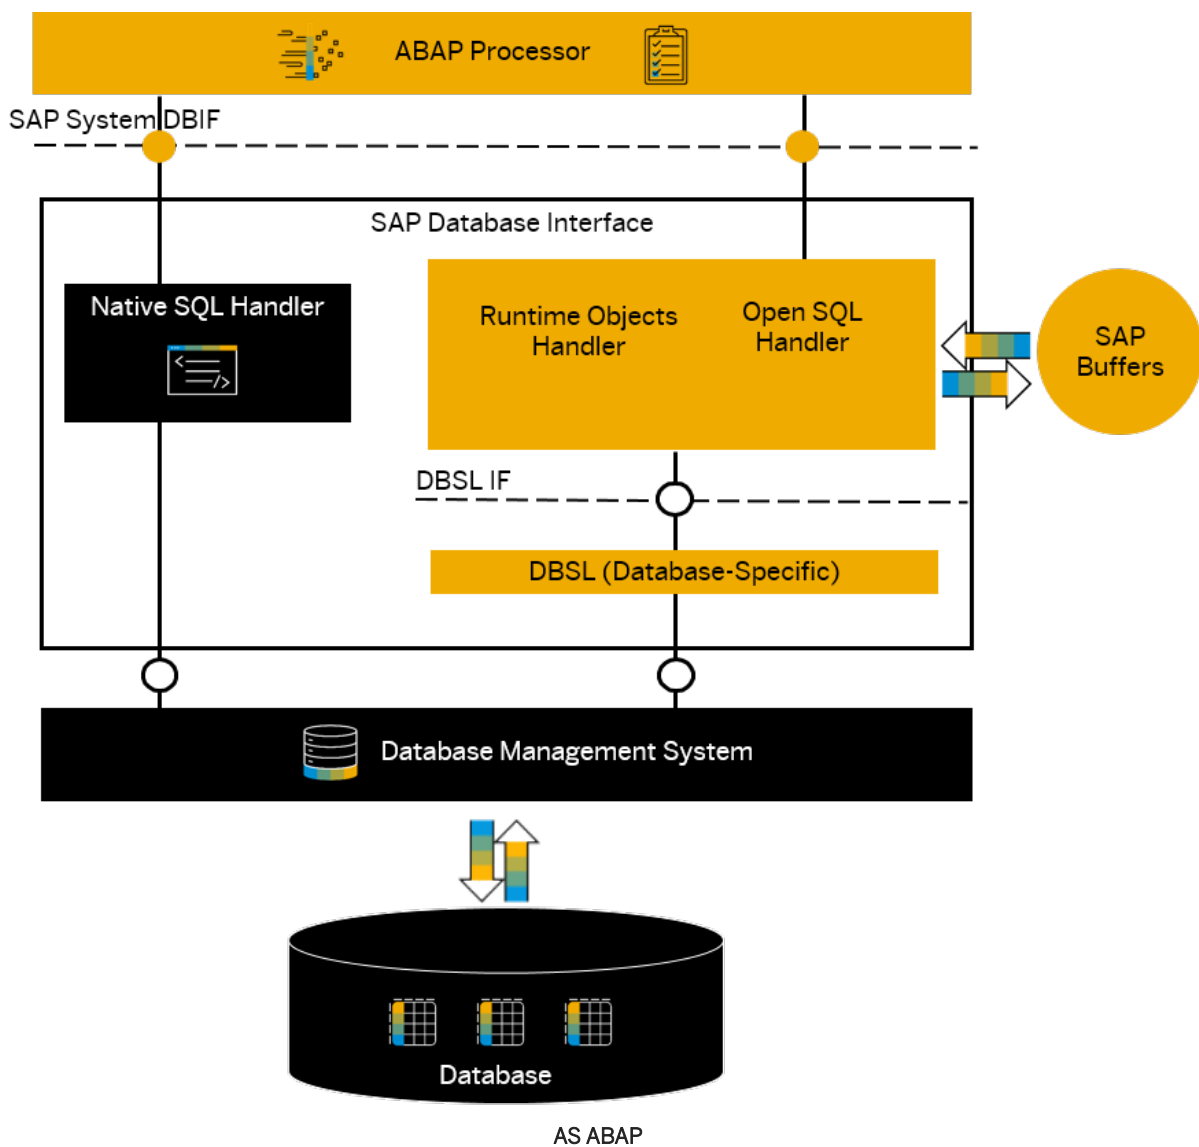 ABAP Processor
SAP System DBIF
SAP Database Interface
Native SQL Handler
Runtime Objects
Handler
Open SQL
Handler
SAP
Buffers
DBSL IF
DBSL (Database-Specific)
Database Management System
Database
AS ABAP